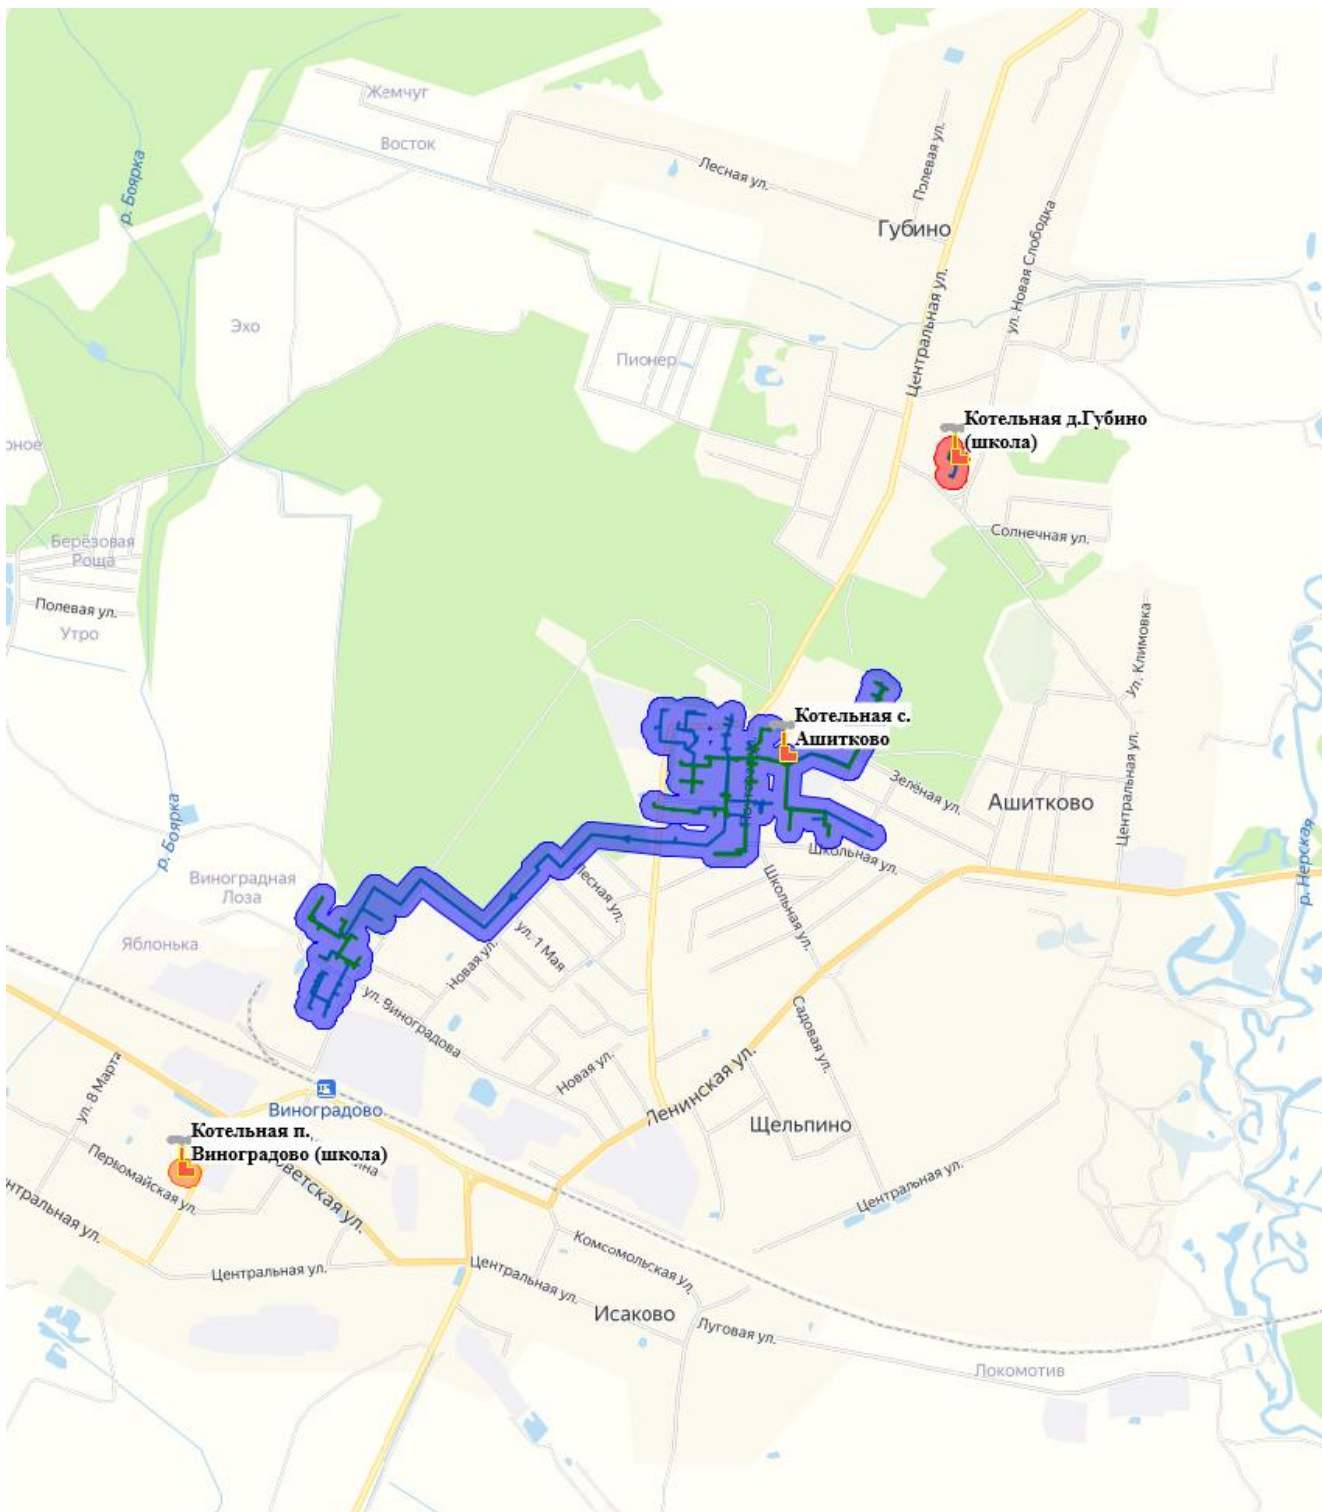 Жемчуг
Восток
р. Боярка
Лесная ул.
Полевая ул.
Губино
ул. Новая Слободка
Центральная ул.
Эхо
Пионер
Котельная д.Губино
(школа)
Солнечная ул.
Берёзовая
Роща
Полевая ул.
Утро
ул. Климовка
Котельная с.
Ашитково
Зелёная ул.
Ашитково
Центральная ул.
р. Боярка
Школьная ул.
р. Нерская
Виноградная
Лоза
Лесная ул.
Школьная ул.
Яблонька
ул. 1 Мая
Новая ул.
ул. Виноградова
Садовая ул.
Новая ул.
Ленинская ул.
ул. 8 Марта
Виноградово
Щельпино
Котельная п.
Виноградово (школа)
Первомайская ул.
Центральная ул.
Комсомольская ул.
Центральная ул.
Центральная ул.
Исаково
Луговая ул.
Локомотив